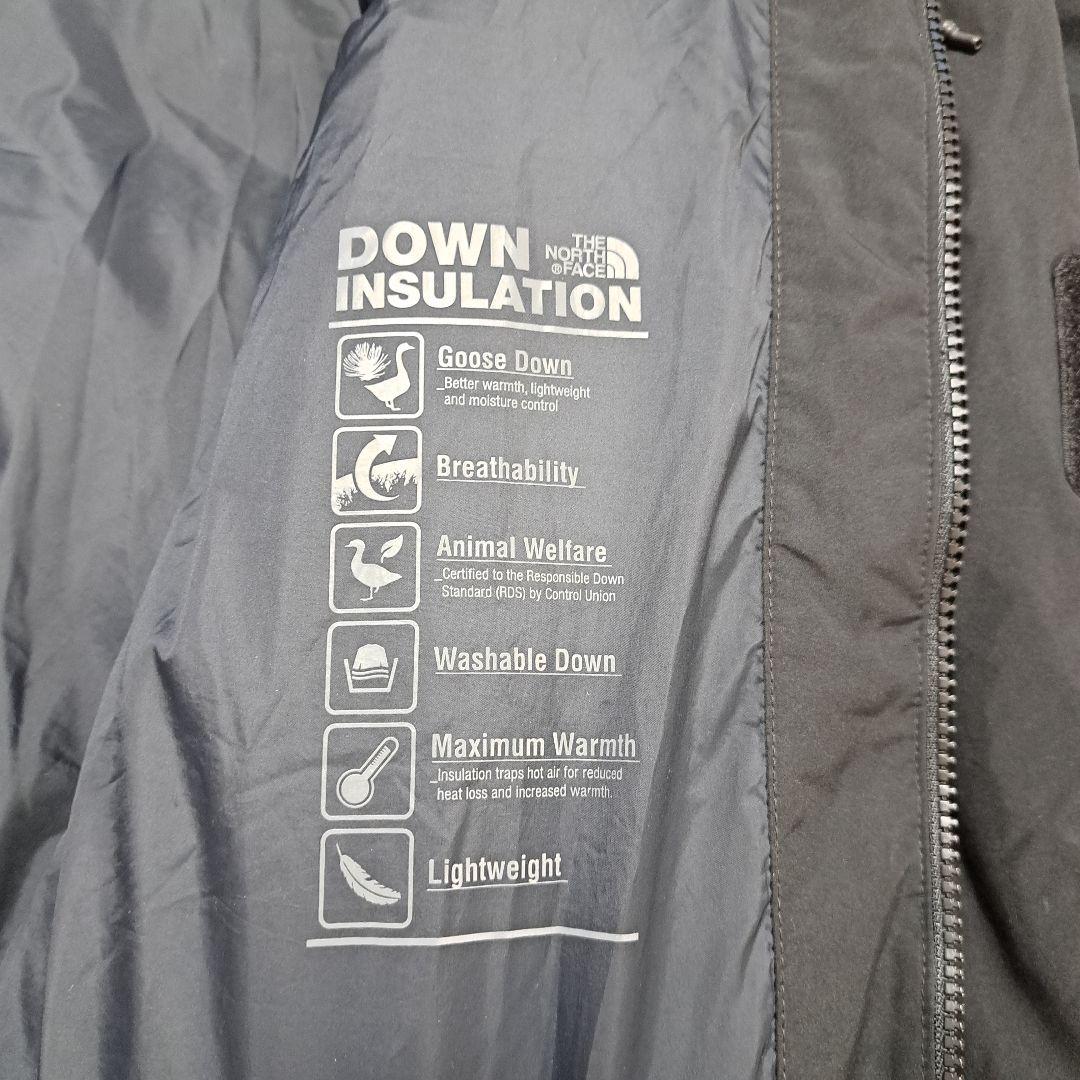 DOWN
INSULATION
THE
NORTH
®FACE
Goose Down
_Better warmth, lightweight
and moisture control
Breathability
Animal Welfare
_Certified to the Responsible Down
Standard (RDS) by Control Union
Washable Down
Maximum Warmth
_Insulation traps hot air for reduced
heat loss and increased warmth.
Lightweight